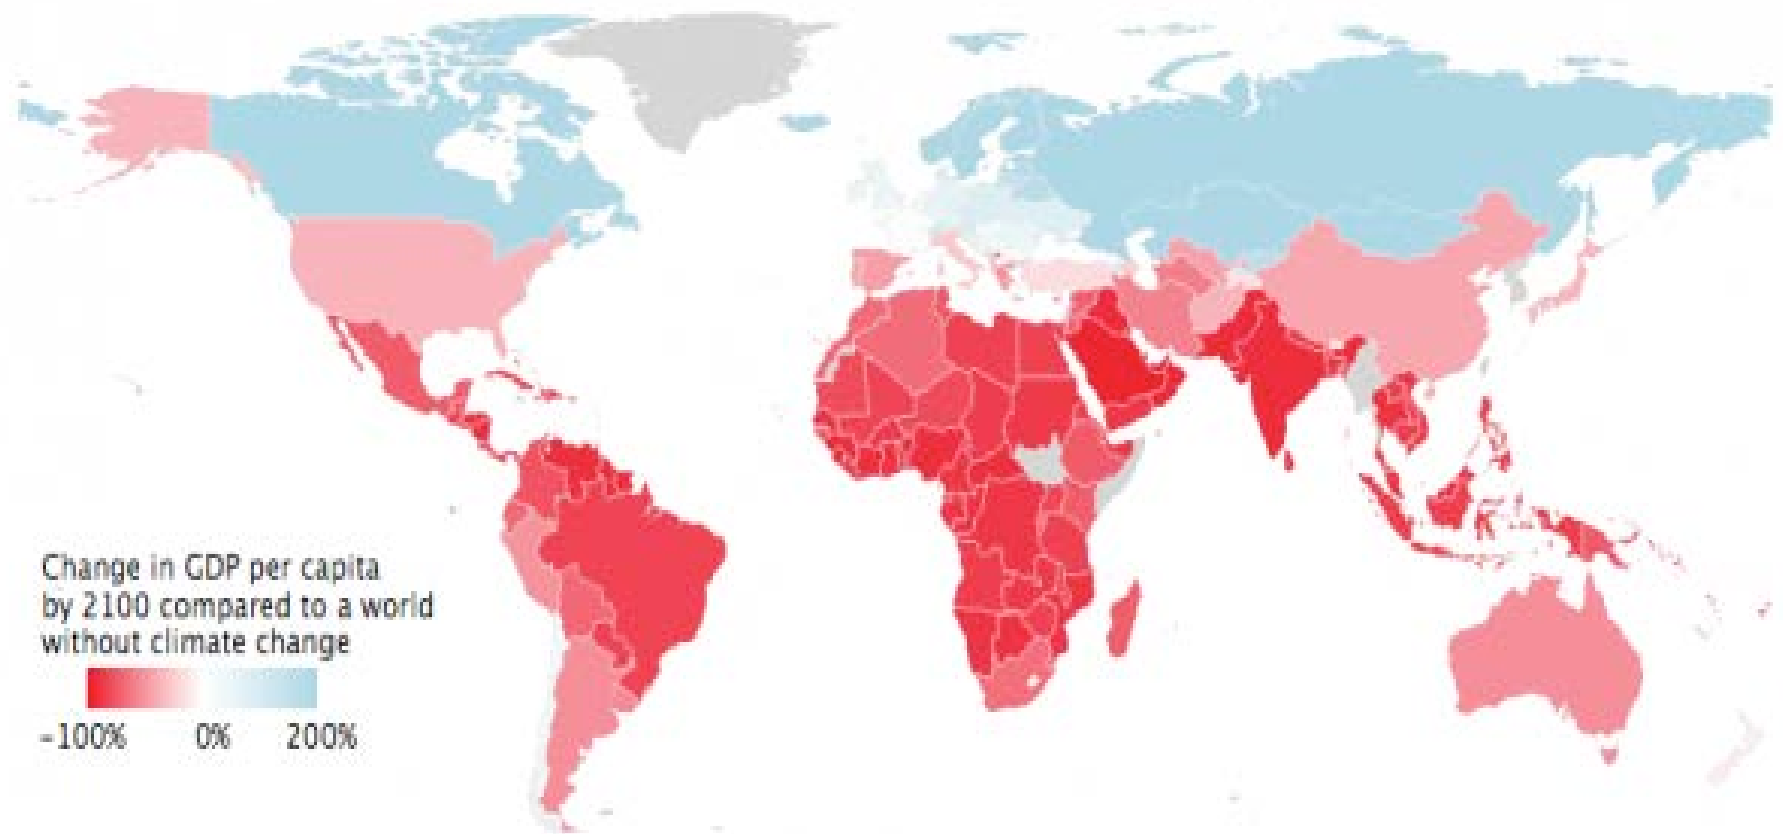 Change in GDP per capita
by 2100 compared to a world
without climate change
-100% 0% 200%